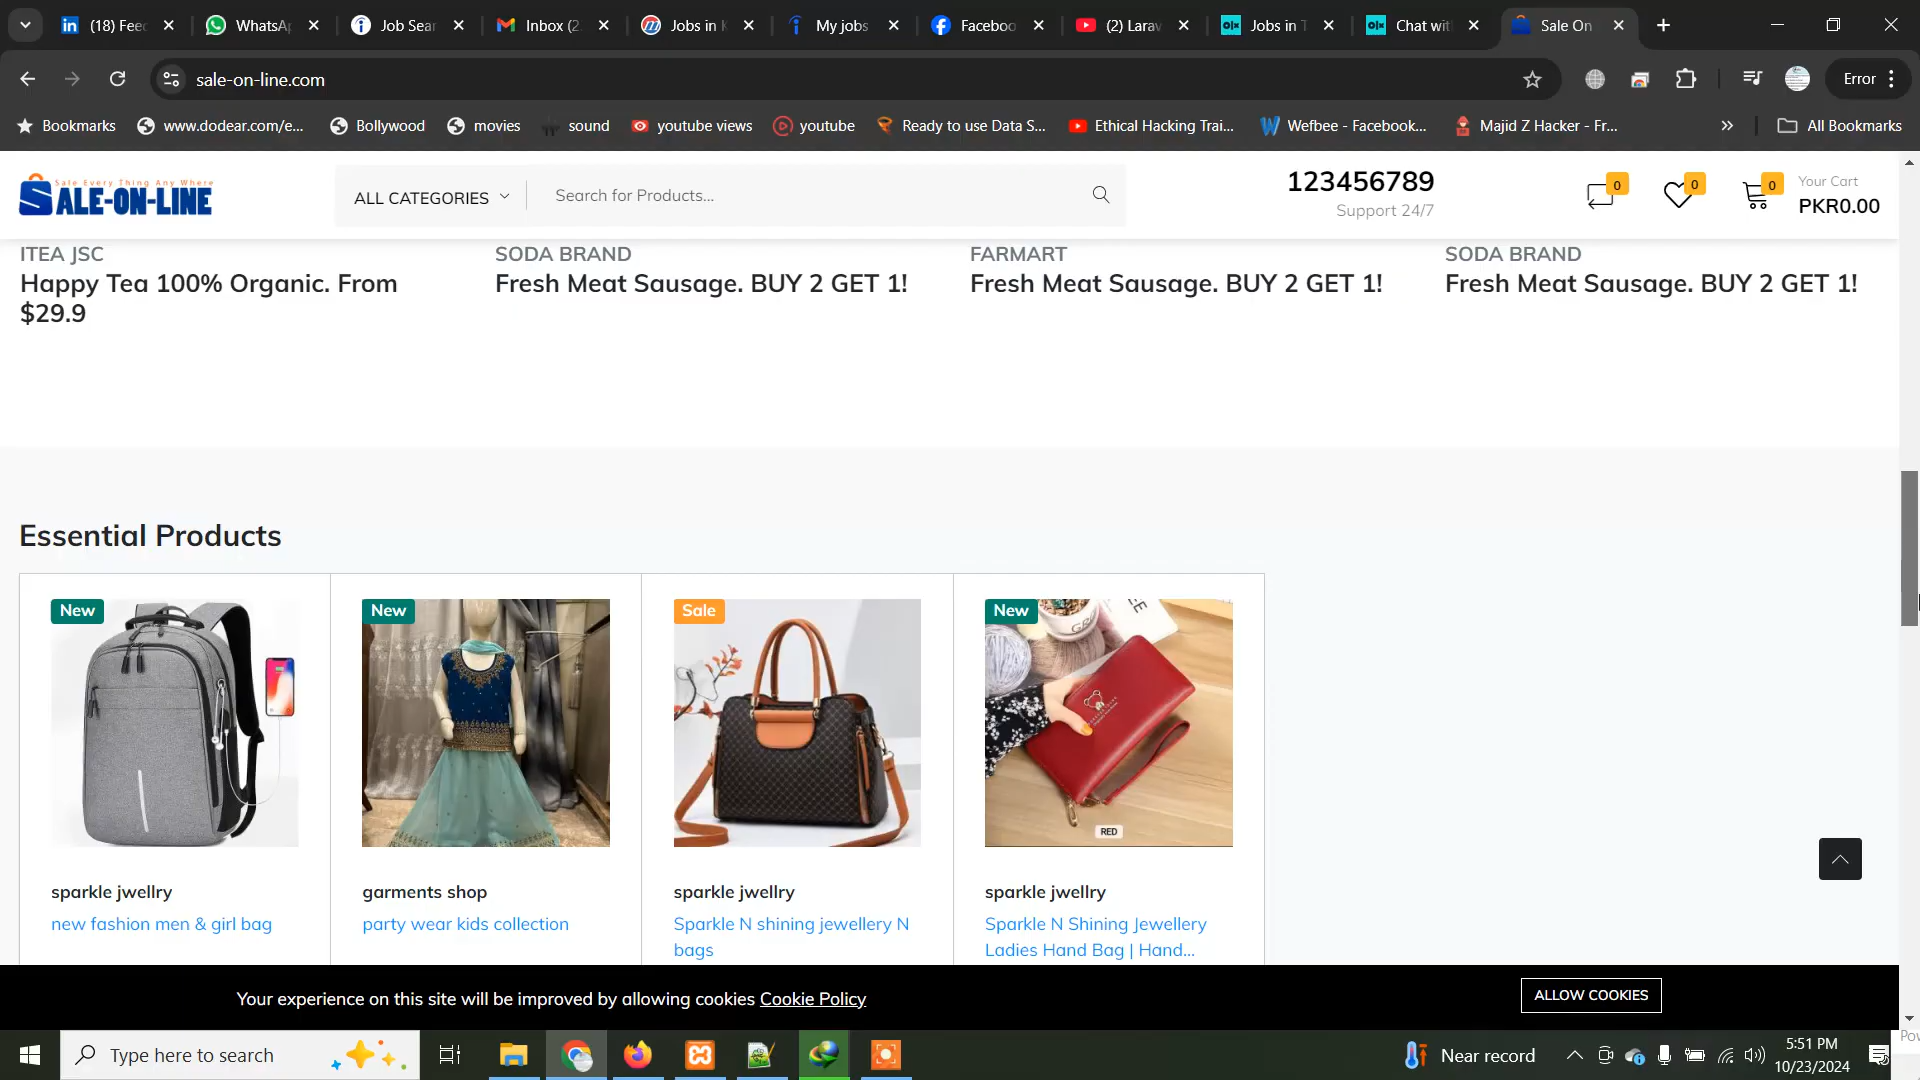 (18) Feed
WhatsAp
Job Sear
Inbox (2
Jobs in K
My jobs
Faceboo
(2) Larav
Jobs in T
Chat wit
Sale On
sale-on-line.com
Error
Bookmarks
www.dodear.com/e...
Bollywood
movies
sound
youtube views
youtube
Ready to use Data S...
Ethical Hacking Trai...
Wefbee - Facebook...
Majid Z Hacker - Fr...
All Bookmarks
Sale Every Thing Any Where
SALE-ON-LINE
ALL CATEGORIES
Search for Products...
123456789
Support 24/7
0
0
0
Your Cart
PKR0.00
ITEA JSC
Happy Tea 100% Organic. From
$29.9
SODA BRAND
Fresh Meat Sausage. BUY 2 GET 1!
FARMART
Fresh Meat Sausage. BUY 2 GET 1!
SODA BRAND
Fresh Meat Sausage. BUY 2 GET 1!
Essential Products
New
New
Sale
New
RED
sparkle jwellry
new fashion men & girl bag
garments shop
party wear kids collection
sparkle jwellry
Sparkle N shining jewellery N
bags
sparkle jwellry
Sparkle N Shining Jewellery
Ladies Hand Bag | Hand...
Your experience on this site will be improved by allowing cookies Cookie Policy
ALLOW COOKIES
Type here to search
Near record
5:51 PM
10/23/2024